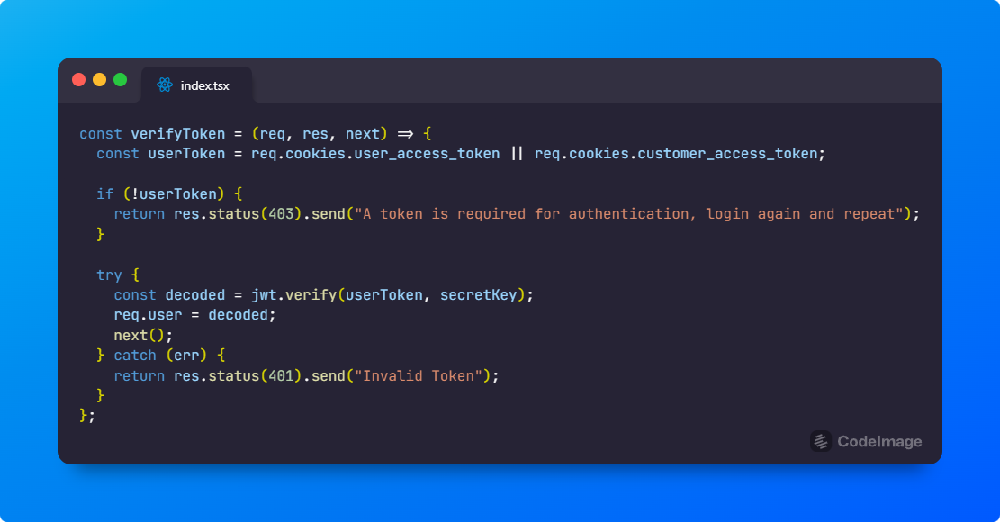 index.tsx
const verifyToken = (req, res, next) => {
  const userToken = req.cookies.user_access_token || req.cookies.customer_access_token;

  if (!userToken) {
    return res.status(403).send("A token is required for authentication, login again and repeat");
  }

  try {
    const decoded = jwt.verify(userToken, secretKey);
    req.user = decoded;
    next();
  } catch (err) {
    return res.status(401).send("Invalid Token");
  }
};
CodeImage